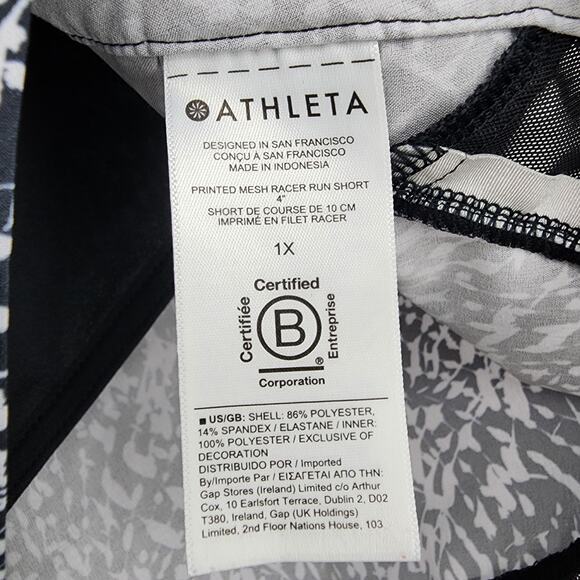 ATHLETA
DESIGNED IN SAN FRANCISCO
CONÇU À SAN FRANCISCO
MADE IN INDONESIA
PRINTED MESH RACER RUN SHORT
4"
SHORT DE COURSE DE 10 CM
IMPRIMÉ EN FILET RACER
1X
Certified
Certifiée
B
Entreprise
®
Corporation
■ US/GB: SHELL: 86% POLYESTER,
14% SPANDEX / ELASTANE / INNER:
100% POLYESTER / EXCLUSIVE OF
DECORATION
DISTRIBUIDO POR / Imported
By/Importe Par / ΕΙΣΑΓΕΤΑΙ ΑΠΟ ΤΗΝ:
Gap Stores (Ireland) Limited c/o Arthur
Cox, 10 Earlsfort Terrace, Dublin 2, D02
T380, Ireland, Gap (UK Holdings)
Limited, 2nd Floor Nations House, 103